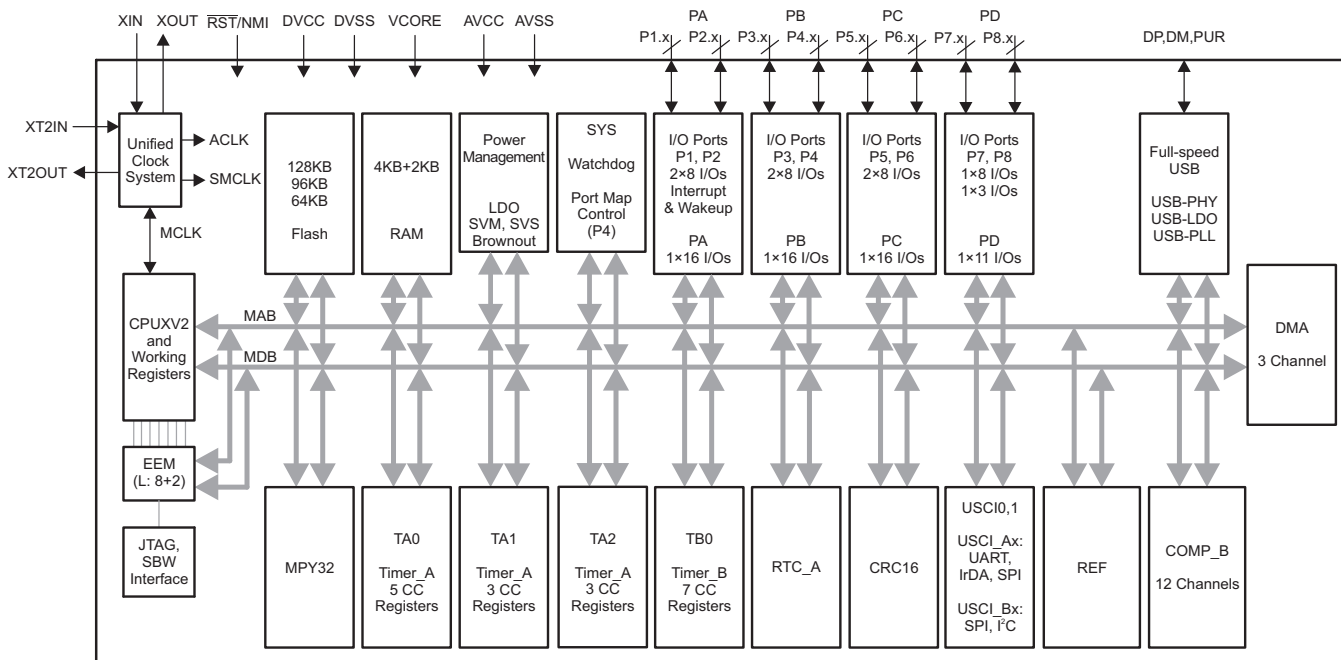 XIN
XOUT
RST/NMI
DVCC
DVSS
VCORE
AVCC
AVSS
PA
P1.x
P2.x
PB
P3.x
P4.x
PC
P5.x
P6.x
PD
P7.x
P8.x
DP,DM,PUR
XT2IN
XT2OUT
Unified
Clock
System
ACLK
SMCLK
MCLK
128KB
96KB
64KB
Flash
4KB+2KB
RAM
Power
Management
LDO
SVM, SVS
Brownout
SYS
Watchdog
Port Map
Control
(P4)
I/O Ports
P1, P2
2×8 I/Os
Interrupt
& Wakeup
PA
1×16 I/Os
I/O Ports
P3, P4
2×8 I/Os
PB
1×16 I/Os
I/O Ports
P5, P6
2×8 I/Os
PC
1×16 I/Os
I/O Ports
P7, P8
1×8 I/Os
1×3 I/Os
PD
1×11 I/Os
Full-speed
USB
USB-PHY
USB-LDO
USB-PLL
CPUXV2
and
Working
Registers
MAB
MDB
DMA
3 Channel
EEM
(L: 8+2)
JTAG,
SBW
Interface
MPY32
TA0
Timer_A
5 CC
Registers
TA1
Timer_A
3 CC
Registers
TA2
Timer_A
3 CC
Registers
TB0
Timer_B
7 CC
Registers
RTC_A
CRC16
USCI0,1
USCI_Ax:
UART,
IrDA, SPI
USCI_Bx:
SPI, I²C
REF
COMP_B
12 Channels